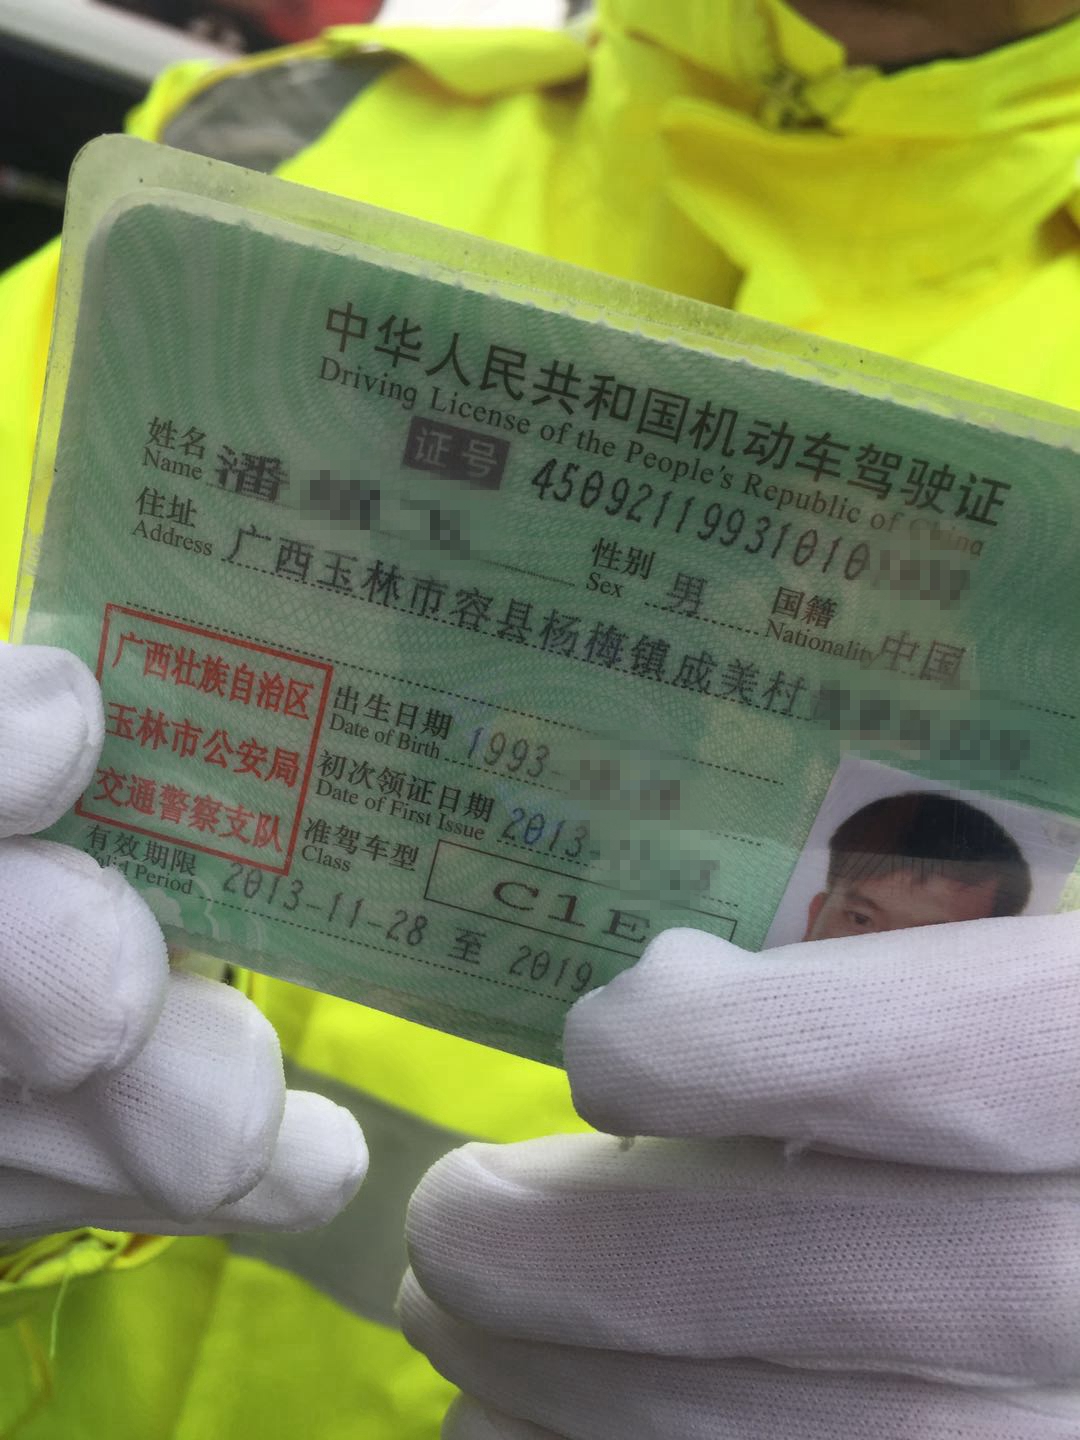 中华人民共和国机动车驾驶证
Driving License of the People's Republic of China
证号 45092119931010
姓名 潘
Name
性别 男
Sex
国籍 中国
Nationality
住址 广西玉林市容县杨梅镇成美村
Address
广西壮族自治区
玉林市公安局
交通警察支队
出生日期 1993-
Date of Birth
初次领证日期 2013-
Date of First Issue
准驾车型 C1E
Class
有效期限 2013-11-28 至 2019
Valid Period